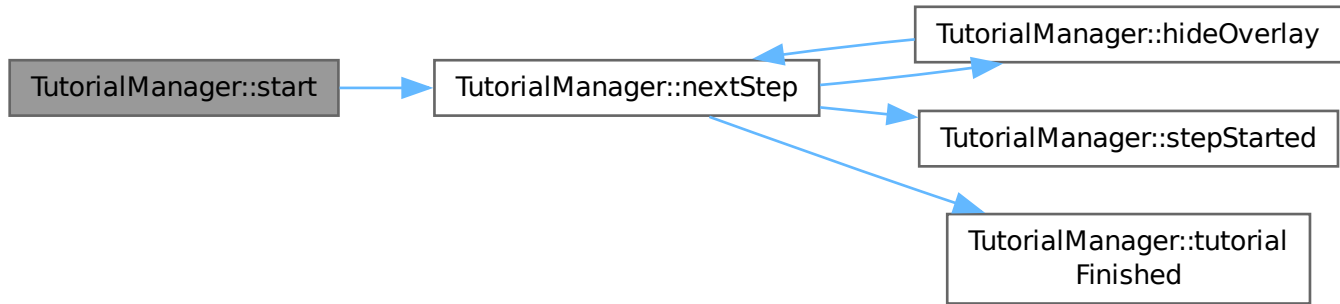 TutorialManager::start
TutorialManager::nextStep
TutorialManager::hideOverlay
TutorialManager::stepStarted
TutorialManager::tutorial
Finished